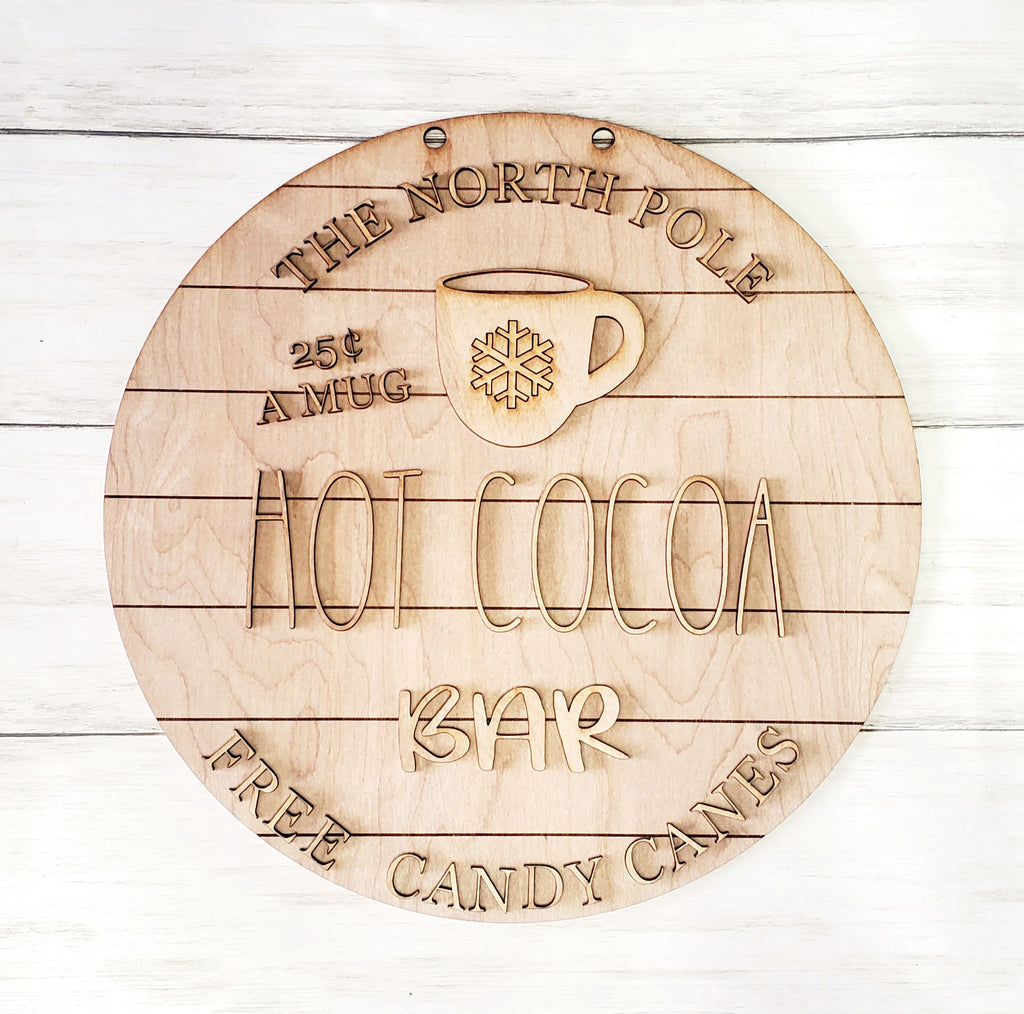 THE NORTH POLE
25¢
A MUG
HOT COCOA
BAR
FREE CANDY CANES